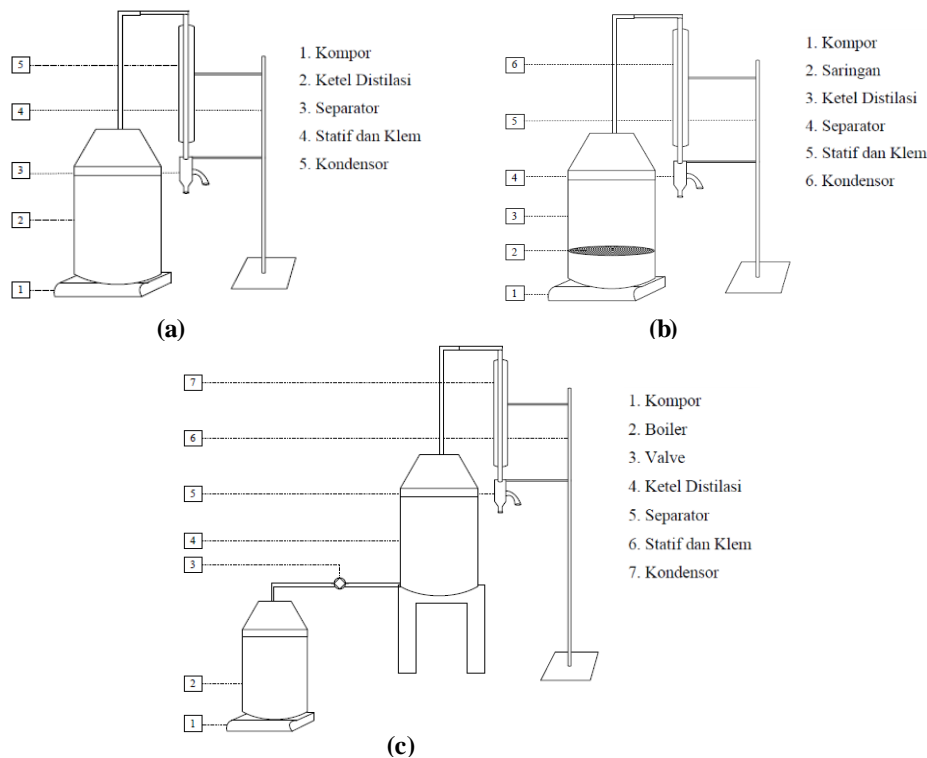 5
4
3
2
1
1. Kompor
2. Ketel Distilasi
3. Separator
4. Statif dan Klem
5. Kondensor
(a)
6
5
4
3
2
1
1. Kompor
2. Saringan
3. Ketel Distilasi
4. Separator
5. Statif dan Klem
6. Kondensor
(b)
7
6
5
4
3
2
1
1. Kompor
2. Boiler
3. Valve
4. Ketel Distilasi
5. Separator
6. Statif dan Klem
7. Kondensor
(c)